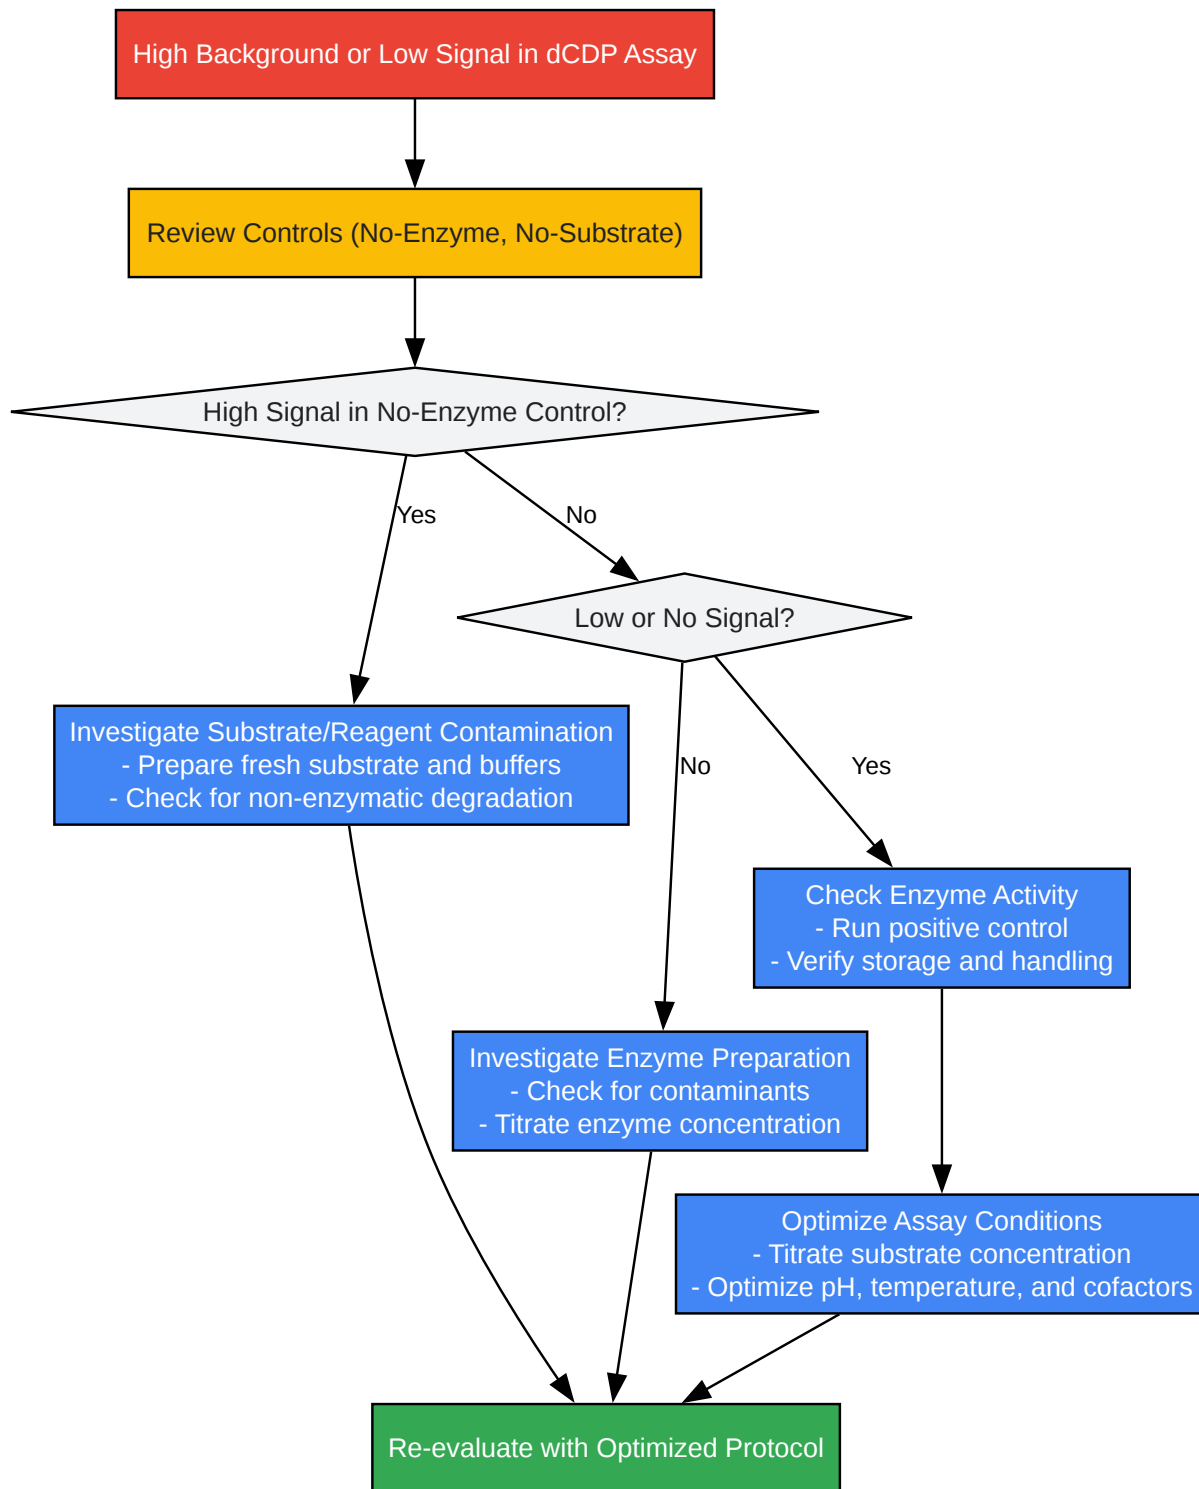 High Background or Low Signal in dCDP Assay
Review Controls (No-Enzyme, No-Substrate)
High Signal in No-Enzyme Control?
Yes
No
Low or No Signal?
Investigate Substrate/Reagent Contamination
- Prepare fresh substrate and buffers
- Check for non-enzymatic degradation
No
Yes
Check Enzyme Activity
- Run positive control
- Verify storage and handling
Investigate Enzyme Preparation
- Check for contaminants
- Titrate enzyme concentration
Optimize Assay Conditions
- Titrate substrate concentration
- Optimize pH, temperature, and cofactors
Re-evaluate with Optimized Protocol